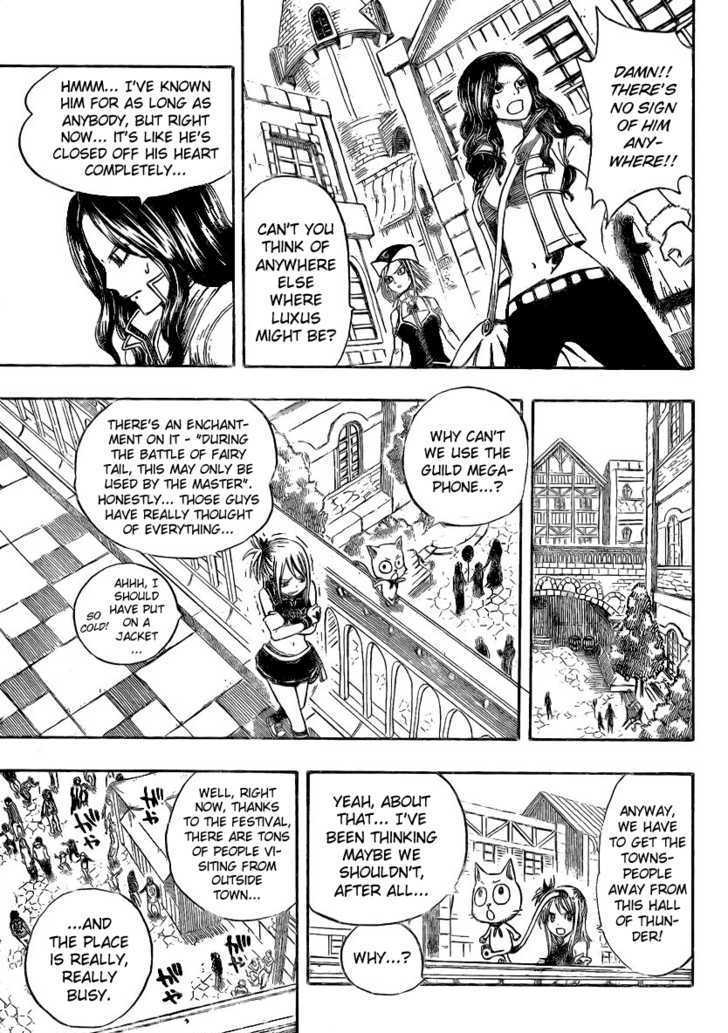 DAMN!!
THERE'S
NO SIGN
OF HIM
ANY-
WHERE!!
CAN'T YOU
THINK OF
ANYWHERE
ELSE
WHERE
LUXUS
MIGHT BE?
HMMM... I'VE KNOWN
HIM FOR AS LONG AS
ANYBODY, BUT RIGHT
NOW... IT'S LIKE HE'S
CLOSED OFF HIS HEART
COMPLETELY...
WHY CAN'T
WE USE THE
GUILD MEGA-
PHONE...?
THERE'S AN ENCHANT-
MENT ON IT - "DURING
THE BATTLE OF FAIRY
TAIL, THIS MAY ONLY BE
USED BY THE MASTER".
HONESTLY... THOSE GUYS
HAVE REALLY THOUGHT
OF EVERYTHING...
AHHH, I
SHOULD
HAVE PUT
ON A
JACKET
...
SO
COLD!
ANYWAY,
WE HAVE
TO GET THE
TOWNS-
PEOPLE
AWAY FROM
THIS HALL
OF THUN-
DER!
YEAH, ABOUT
THAT... I'VE
BEEN THINKING
MAYBE WE
SHOULDN'T,
AFTER ALL...
WHY...?
WELL, RIGHT
NOW, THANKS
TO THE FESTIVAL,
THERE ARE TONS
OF PEOPLE VI-
SITING FROM
OUTSIDE
TOWN...
...AND
THE PLACE
IS REALLY,
REALLY
BUSY.
ガヤ
ガヤ
ガヤ